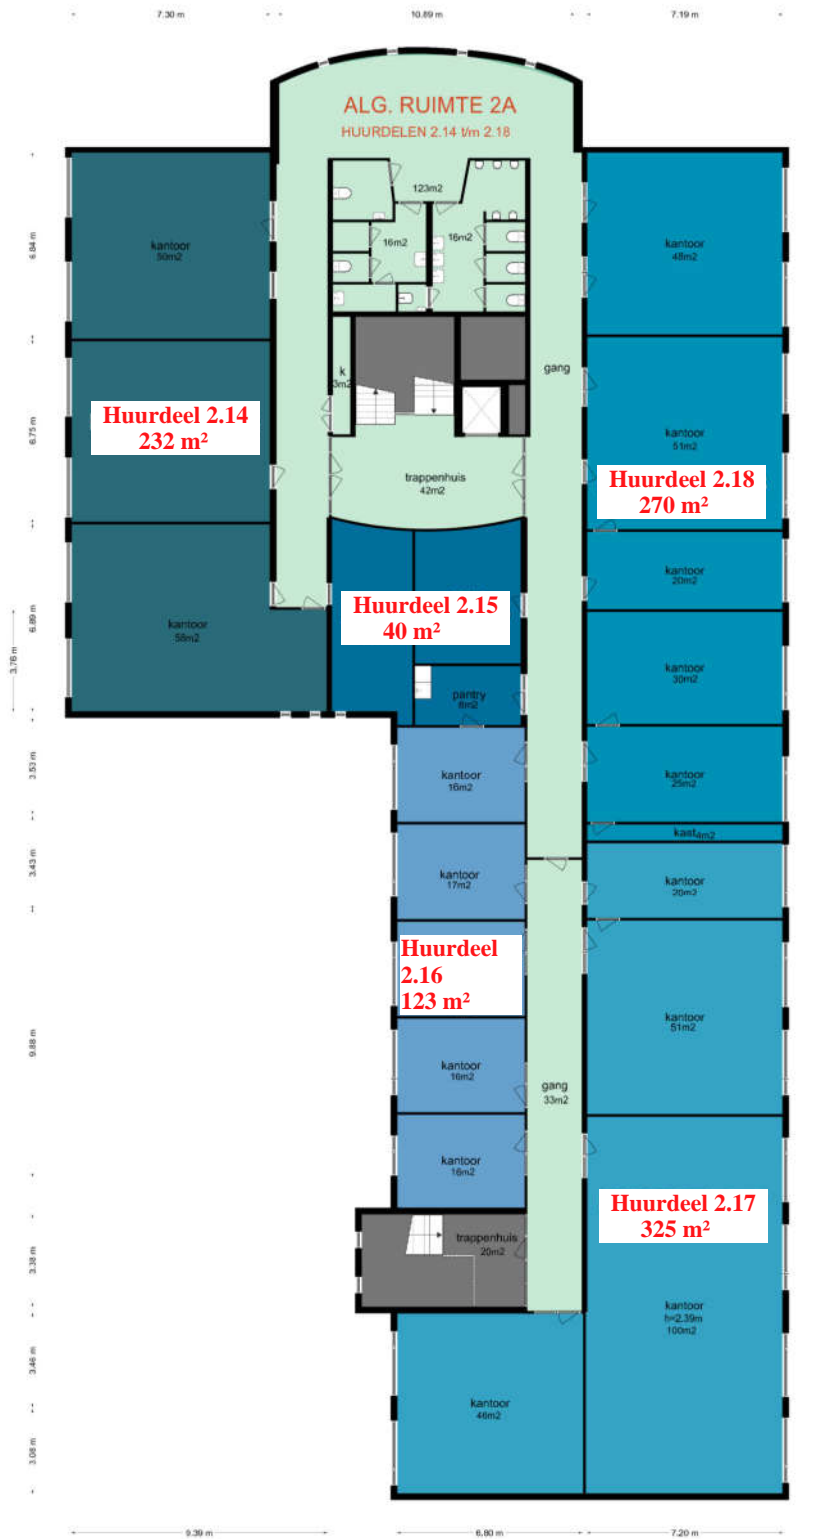 7.30 m
10.89 m
7.19 m
ALG. RUIMTE 2A
HUURDELEN 2.14 t/m 2.18
123m2
16m2
16m2
kantoor
50m2
kantoor
48m2
6.84 m
k
3m2
gang
Huurdeel 2.14
232 m²
6.75 m
kantoor
51m2
trappenhuis
42m2
Huurdeel 2.18
270 m²
kantoor
20m2
Huurdeel 2.15
40 m²
kantoor
58m2
6.89 m
3.76 m
kantoor
30m2
pantry
6m2
kantoor
16m2
kantoor
25m2
3.53 m
kast 4m2
kantoor
17m2
kantoor
20m2
3.43 m
Huurdeel
2.16
123 m²
kantoor
51m2
9.88 m
kantoor
16m2
gang
33m2
kantoor
16m2
Huurdeel 2.17
325 m²
trappenhuis
20m2
3.38 m
kantoor
h=2.39m
100m2
3.46 m
kantoor
46m2
3.08 m
9.39 m
6.80 m
7.20 m